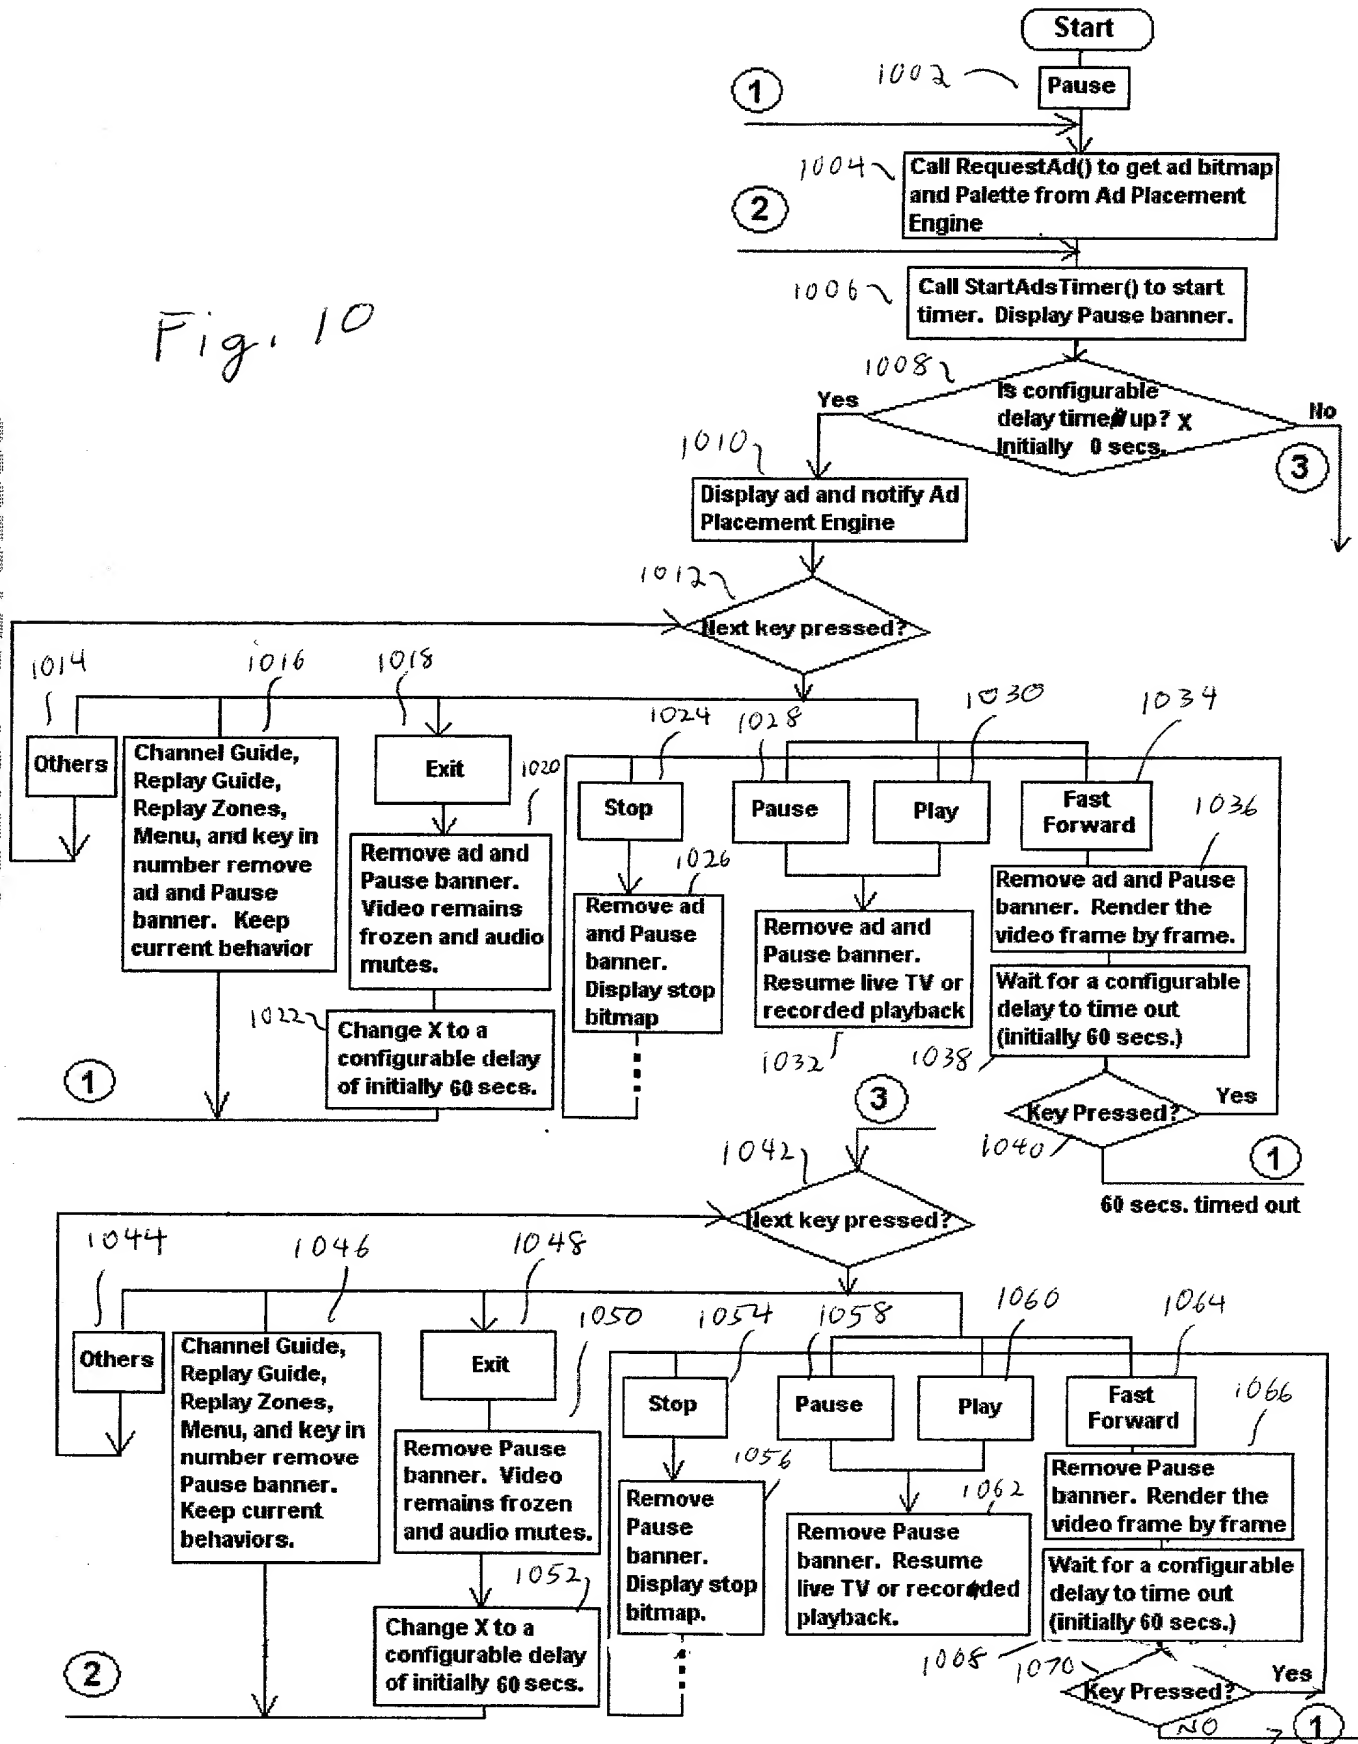 Start
1002
Pause
1
1004
Call RequestAd() to get ad bitmap
and Palette from Ad Placement
Engine
2
1006
Call StartAdsTimer() to start
timer. Display Pause banner.
Fig. 10
1008
Is configurable
delay time up? X
Initially 0 secs.
Yes
No
3
1010
Display ad and notify Ad
Placement Engine
1012
Next key pressed?
1014
Others
1016
Channel Guide,
Replay Guide,
Replay Zones,
Menu, and key in
number remove
ad and Pause
banner. Keep
current behavior
1018
Exit
1020
Remove ad and
Pause banner.
Video remains
frozen and audio
mutes.
1022
Change X to a
configurable delay
of initially 60 secs.
1
1024
Stop
1026
Remove ad
and Pause
banner.
Display stop
bitmap
1028
Pause
1030
Play
Remove ad and
Pause banner.
Resume live TV or
recorded playback
1032
1034
Fast
Forward
1036
Remove ad and Pause
banner. Render the
video frame by frame.
Wait for a configurable
delay to time out
(initially 60 secs.)
1038
Key Pressed?
Yes
1040
1
60 secs. timed out
3
1042
Next key pressed?
1044
Others
1046
Channel Guide,
Replay Guide,
Replay Zones,
Menu, and key in
number remove
Pause banner.
Keep current
behaviors.
1048
Exit
1050
Remove Pause
banner. Video
remains frozen
and audio mutes.
1052
Change X to a
configurable delay
of initially 60 secs.
2
1054
Stop
1056
Remove
Pause
banner.
Display stop
bitmap.
1058
Pause
1060
Play
1062
Remove Pause
banner. Resume
live TV or recorded
playback.
1064
Fast
Forward
1066
Remove Pause
banner. Render the
video frame by frame
Wait for a configurable
delay to time out
(initially 60 secs.)
1068
1070
Key Pressed?
Yes
NO
1